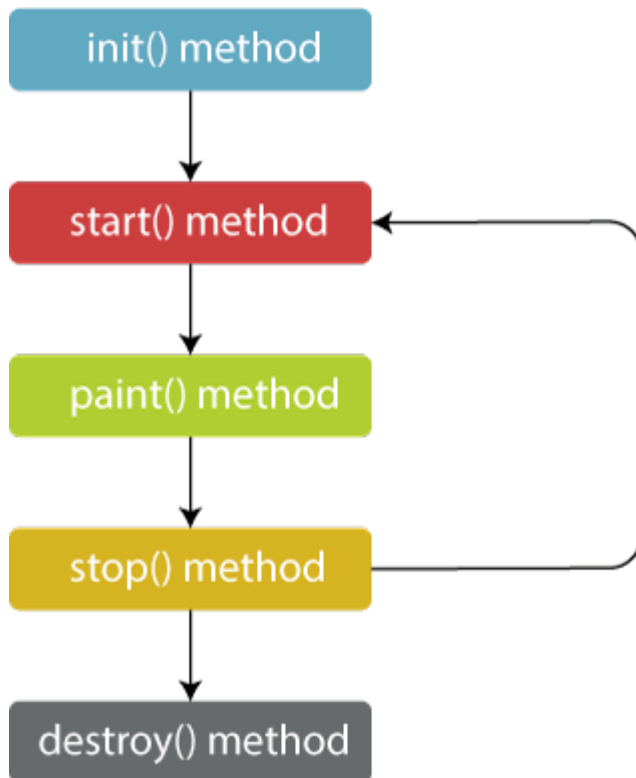 init() method
start() method
paint() method
stop() method
destroy() method